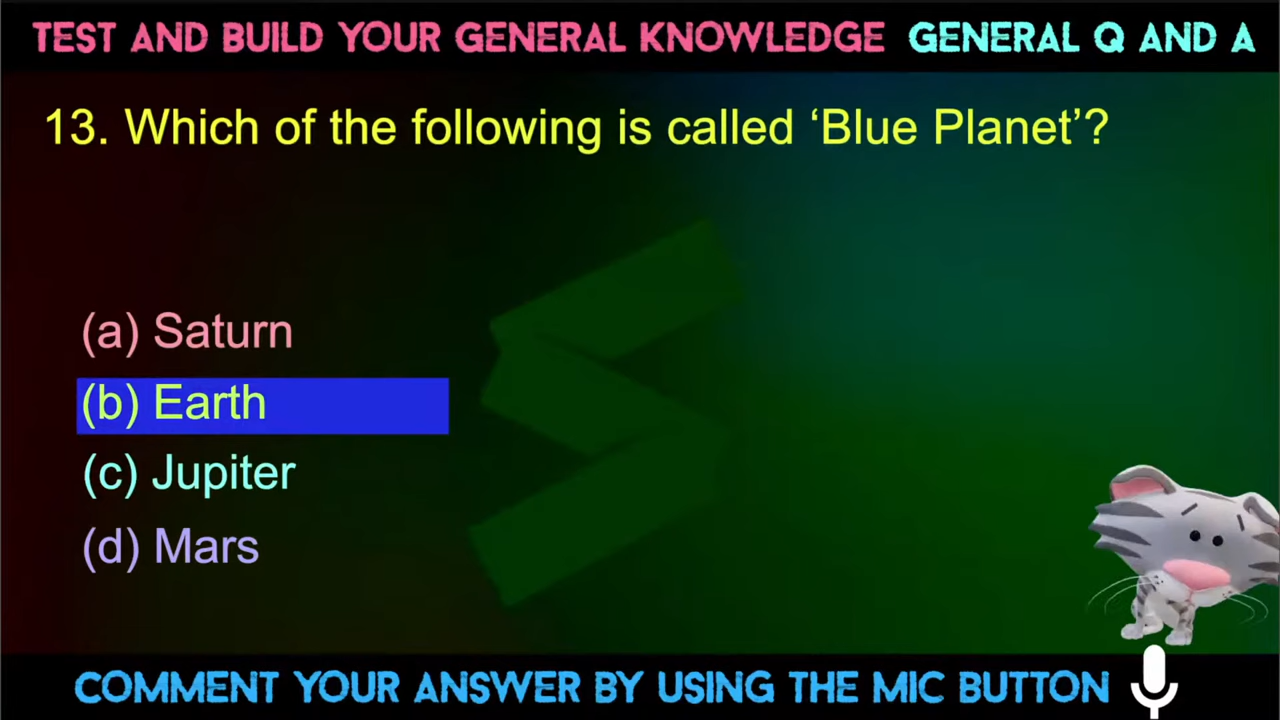 TEST AND BUILD YOUR GENERAL KNOWLEDGE GENERAL Q AND A
13. Which of the following is called ‘Blue Planet’?
(a) Saturn
(b) Earth
(c) Jupiter
(d) Mars
COMMENT YOUR ANSWER BY USING THE MIC BUTTON